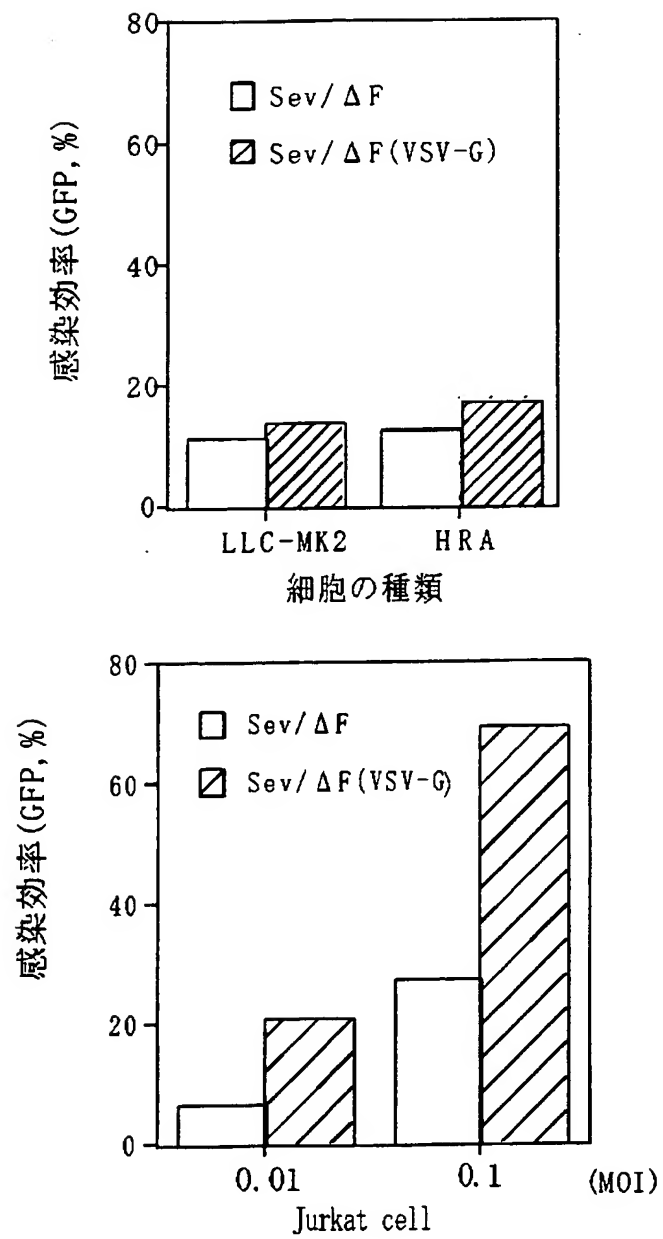 80
60
40
20
0
感染効率(GFP,%)
Sev/ΔF
Sev/ΔF(VSV-G)
LLC-MK2
HRA
細胞の種類
80
60
40
20
0
感染効率(GFP,%)
Sev/ΔF
Sev/ΔF(VSV-G)
0.01
0.1
(MOI)
Jurkat cell